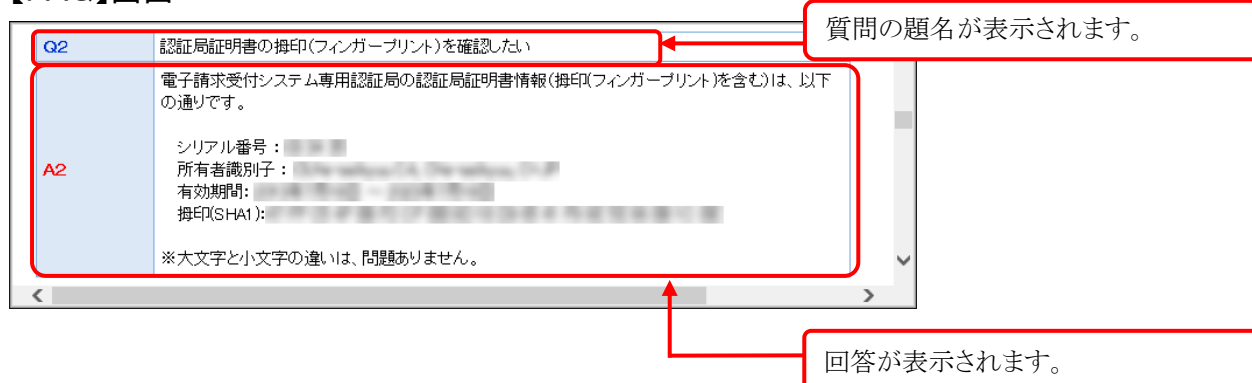 質問の題名が表示されます。
Q2 認証局証明書の拇印(フィンガープリント)を確認したい
A2
電子請求受付システム専用認証局の認証局証明書情報(拇印(フィンガープリント)を含む)は、以下
の通りです。
シリアル番号：
所有者識別子：
有効期間:
拇印(SHA1):
※大文字と小文字の違いは、問題ありません。
回答が表示されます。